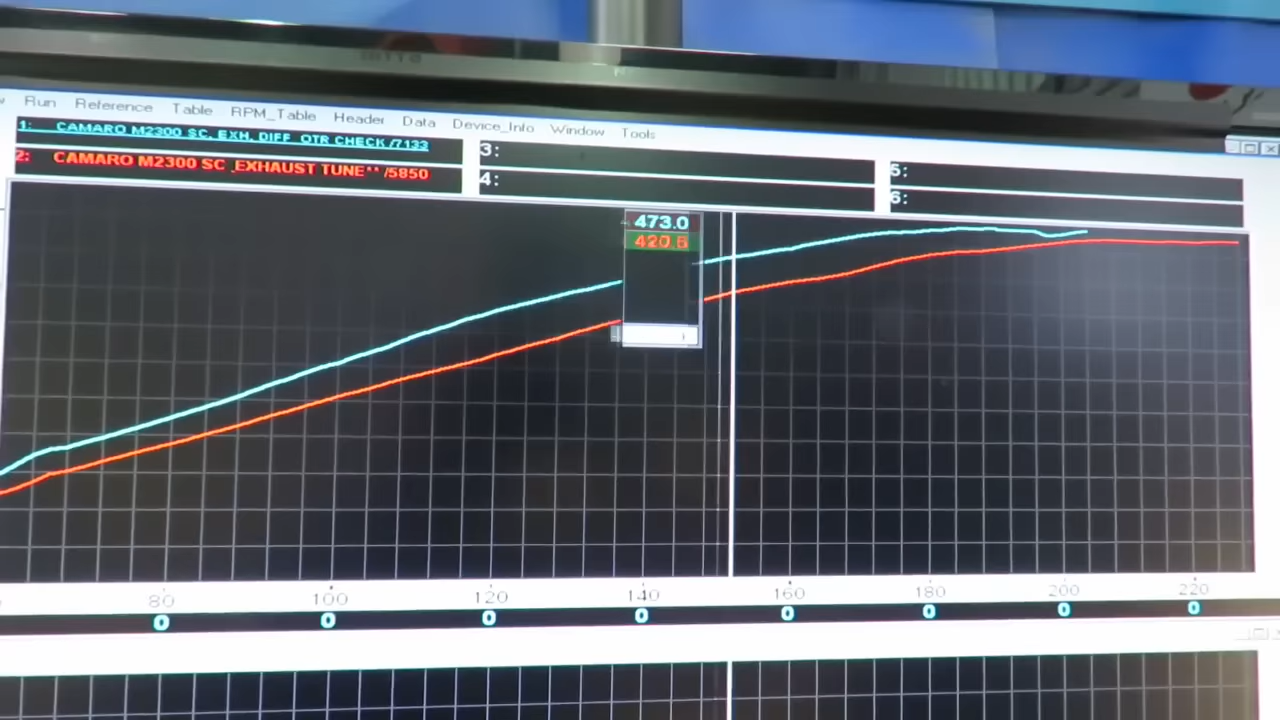 Run Reference Table RPM_Table Header Data Device_Info Window Tools
1: CAMARO M2300 SC, EXH, DIFF OTR CHECK /7133
2: CAMARO M2300 SC EXHAUST TUNE** /5850
3:
4:
5:
6:
473.0
420.5
80 100 120 140 160 180 200 220
0 0 0 0 0 0 0 0